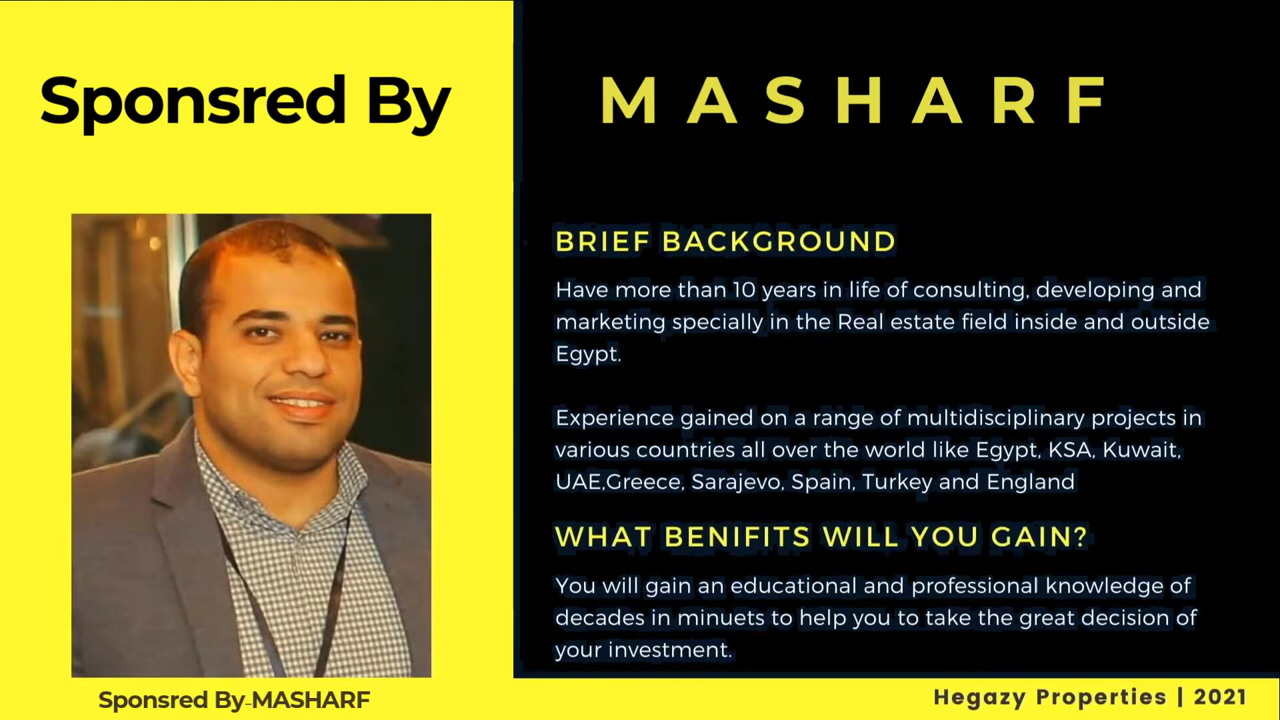 Sponsred By
MASHARF
BRIEF BACKGROUND
Have more than 10 years in life of consulting, developing and
marketing specially in the Real estate field inside and outside
Egypt.
Experience gained on a range of multidisciplinary projects in
various countries all over the world like Egypt, KSA, Kuwait,
UAE,Greece, Sarajevo, Spain, Turkey and England
WHAT BENIFITS WILL YOU GAIN?
You will gain an educational and professional knowledge of
decades in minuets to help you to take the great decision of
your investment.
Sponsred By-MASHARF
Hegazy Properties | 2021